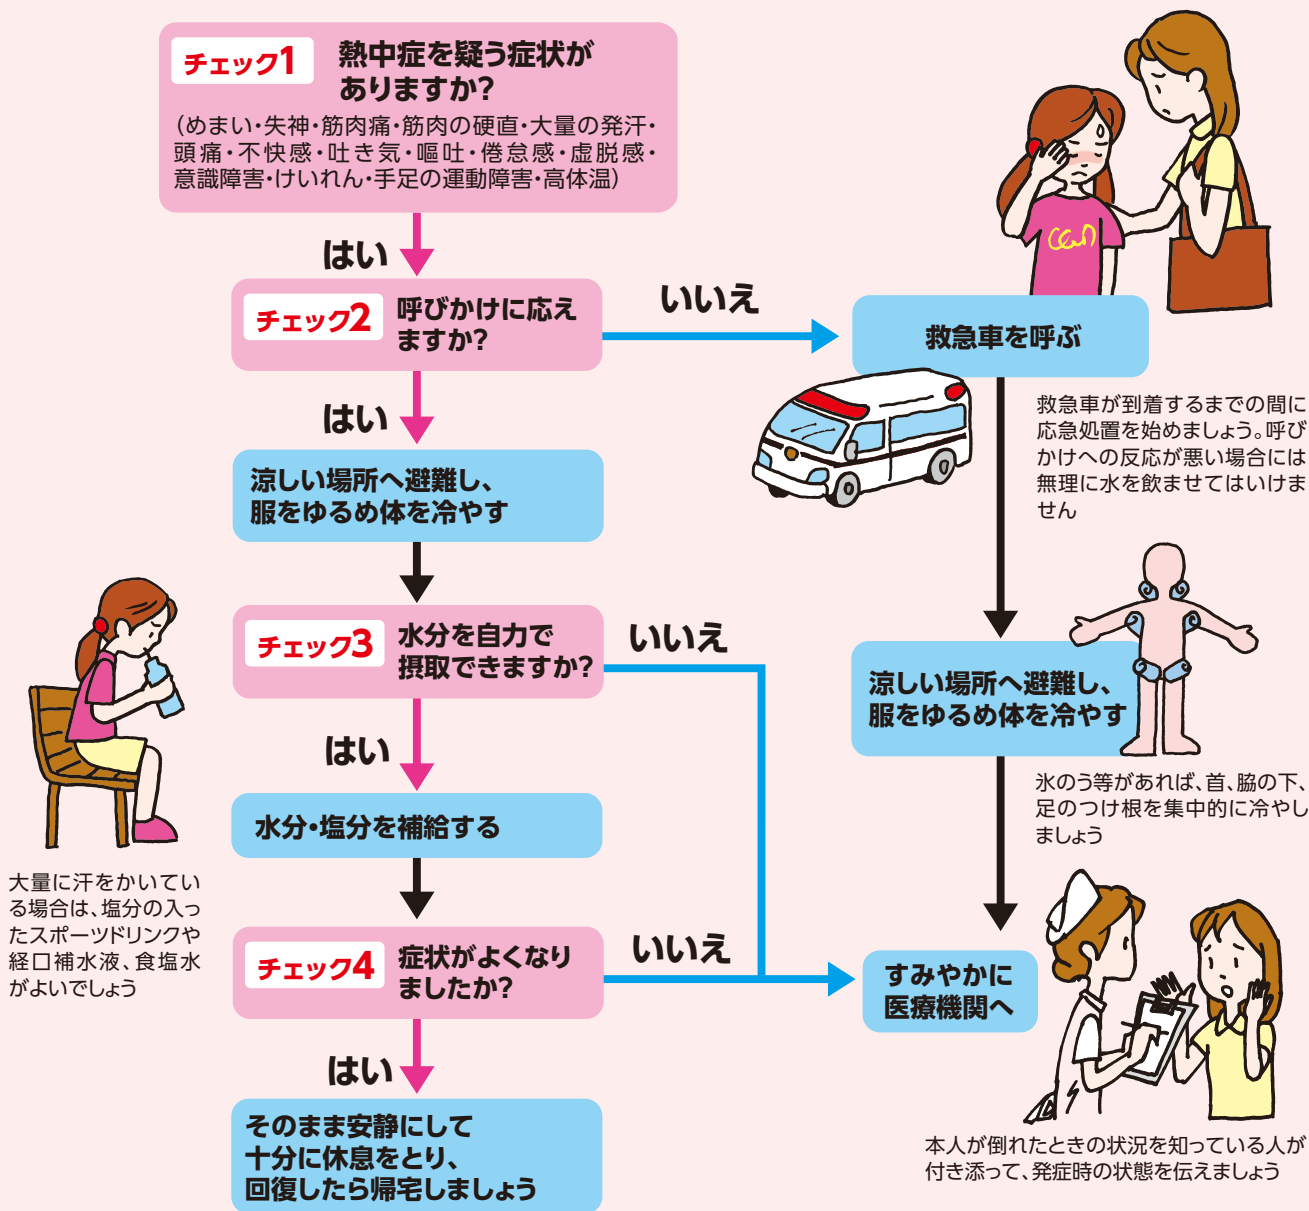 チェック1
熱中症を疑う症状が
ありますか?
(めまい・失神・筋肉痛・筋肉の硬直・大量の発汗・
頭痛・不快感・吐き気・嘔吐・倦怠感・虚脱感・
意識障害・けいれん・手足の運動障害・高体温)
はい
チェック2
呼びかけに応え
ますか?
いいえ
救急車を呼ぶ
救急車が到着するまでの間に
応急処置を始めましょう。呼び
かけへの反応が悪い場合には
無理に水を飲ませてはいけま
せん
はい
涼しい場所へ避難し、
服をゆるめ体を冷やす
チェック3
水分を自力で
摂取できますか?
いいえ
涼しい場所へ避難し、
服をゆるめ体を冷やす
氷のう等があれば、首、脇の下、
足のつけ根を集中的に冷やし
ましょう
はい
水分・塩分を補給する
大量に汗をかいてい
る場合は、塩分の入っ
たスポーツドリンクや
経口補水液、食塩水
がよいでしょう
チェック4
症状がよくなり
ましたか?
いいえ
すみやかに
医療機関へ
本人が倒れたときの状況を知っている人が
付き添って、発症時の状態を伝えましょう
はい
そのまま安静にして
十分に休息をとり、
回復したら帰宅しましょう